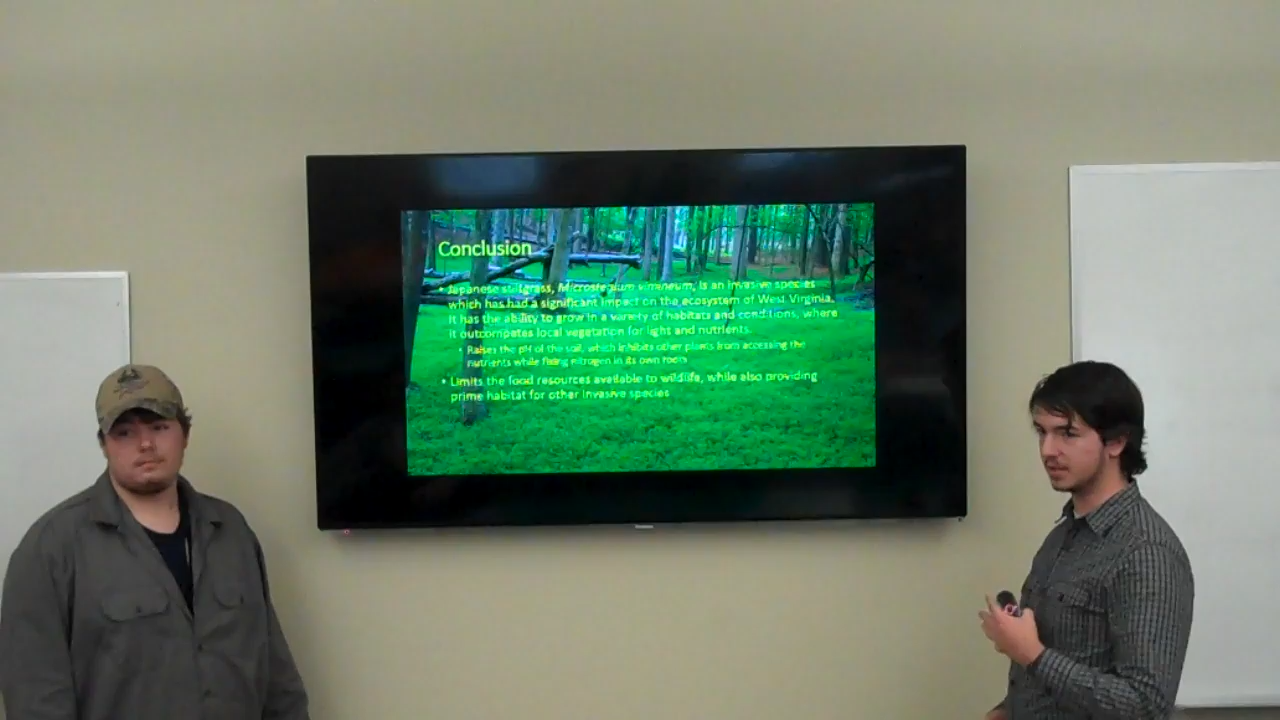 Conclusion
• Japanese stiltgrass, Microstegium vimineum, is an invasive species
which has had a significant impact on the ecosystem of West Virginia.
It has the ability to grow in a variety of habitats and conditions, where
it outcompetes local vegetation for light and nutrients.
• Raises the pH of the soil, which inhibits other plants from accessing the
nutrients while fixing nitrogen in its own
• Limits the food resources available to wildlife, while also providing
prime habitat for other invasive species